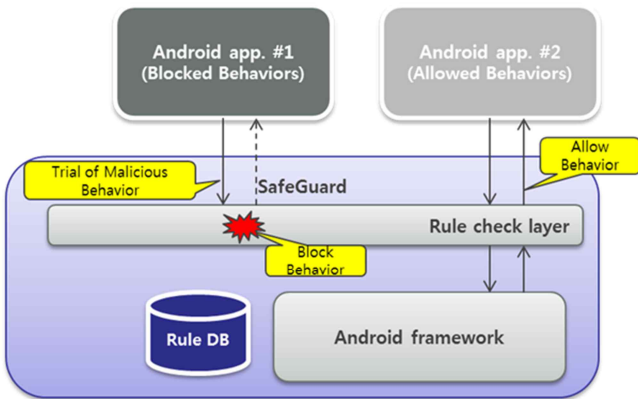 Android app. #1
(Blocked Behaviors)
Android app. #2
(Allowed Behaviors)
Trial of Malicious
Behavior
SafeGuard
Allow
Behavior
Rule check layer
Block
Behavior
Rule DB
Android framework